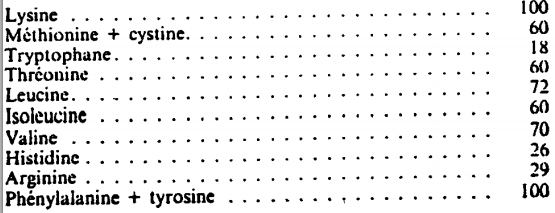 Lysine . . . . . . . . . . . . . . . . . . . . . . . . . . . . . . 100
Méthionine + cystine. . . . . . . . . . . . . . . . . . . . . . 60
Tryptophane. . . . . . . . . . . . . . . . . . . . . . . . . . . 18
Thréonine . . . . . . . . . . . . . . . . . . . . . . . . . . . . 60
Leucine. . . . . . . . . . . . . . . . . . . . . . . . . . . . . . 72
Isoleucine . . . . . . . . . . . . . . . . . . . . . . . . . . . . 60
Valine . . . . . . . . . . . . . . . . . . . . . . . . . . . . . . 70
Histidine . . . . . . . . . . . . . . . . . . . . . . . . . . . . 26
Arginine . . . . . . . . . . . . . . . . . . . . . . . . . . . . . 29
Phénylalanine + tyrosine . . . . . . . . . . . . . . . . . . . 100